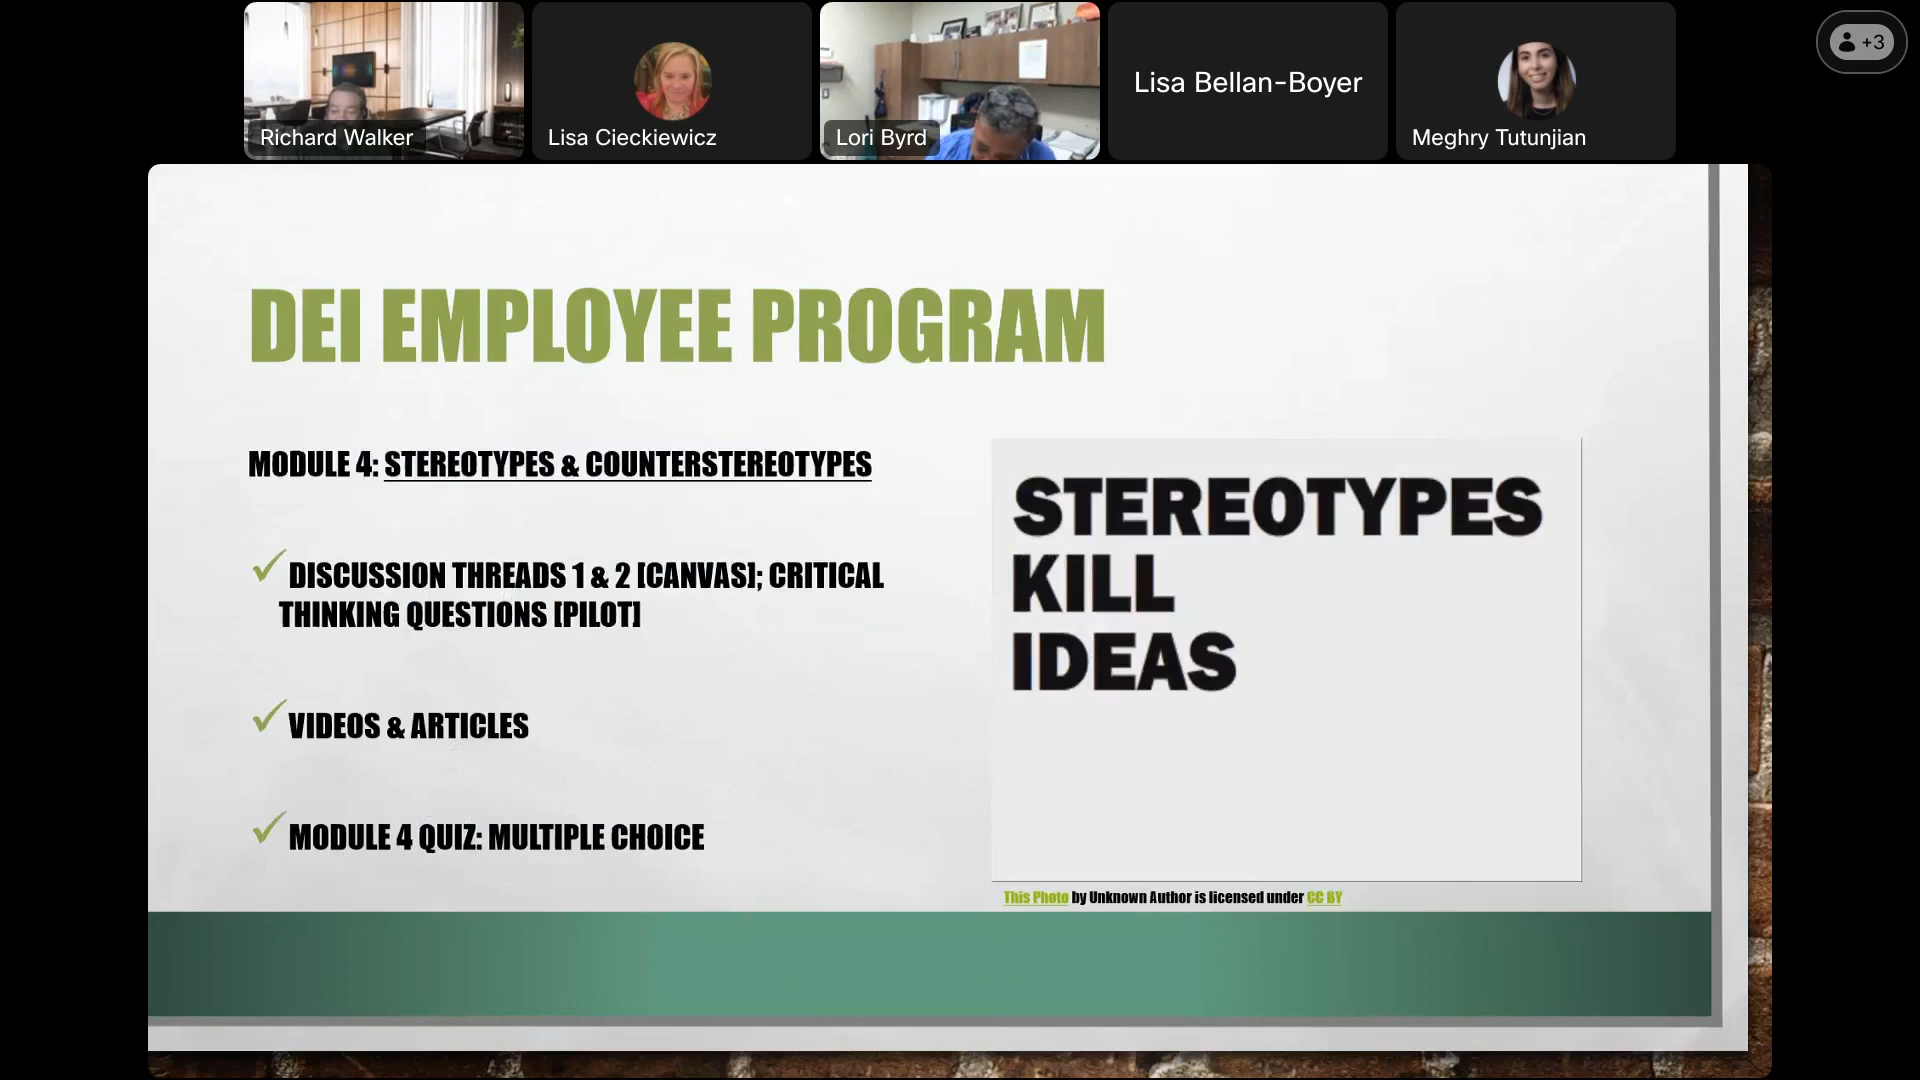 Richard Walker
Lisa Cieckiewicz
Lori Byrd
Lisa Bellan-Boyer
Meghry Tutunjian
+3
DEI EMPLOYEE PROGRAM
MODULE 4: STEREOTYPES & COUNTERSTEREOTYPES
✓DISCUSSION THREADS 1 & 2 [CANVAS]; CRITICAL
THINKING QUESTIONS [PILOT]
✓VIDEOS & ARTICLES
✓MODULE 4 QUIZ: MULTIPLE CHOICE
STEREOTYPES
KILL
IDEAS
This Photo by Unknown Author is licensed under CC BY